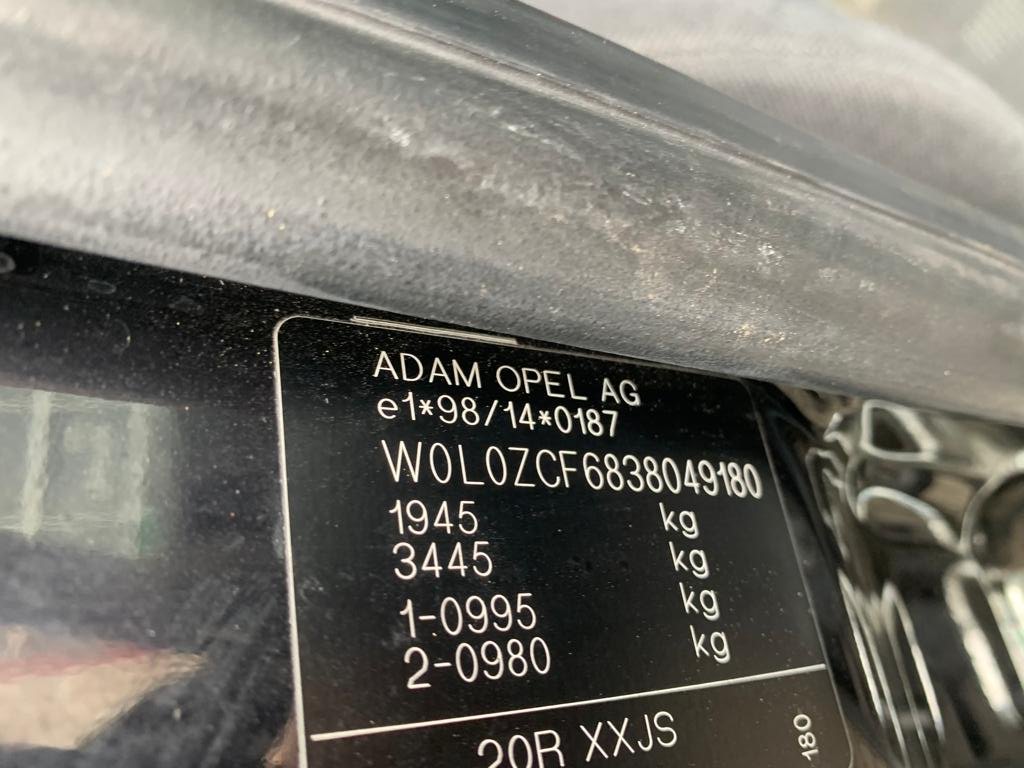 ADAM OPEL AG
e1*98/14*0187
W0L0ZCF6838049180
1945 kg
3445 kg
1-0995 kg
2-0980 kg
20R XXJS
180